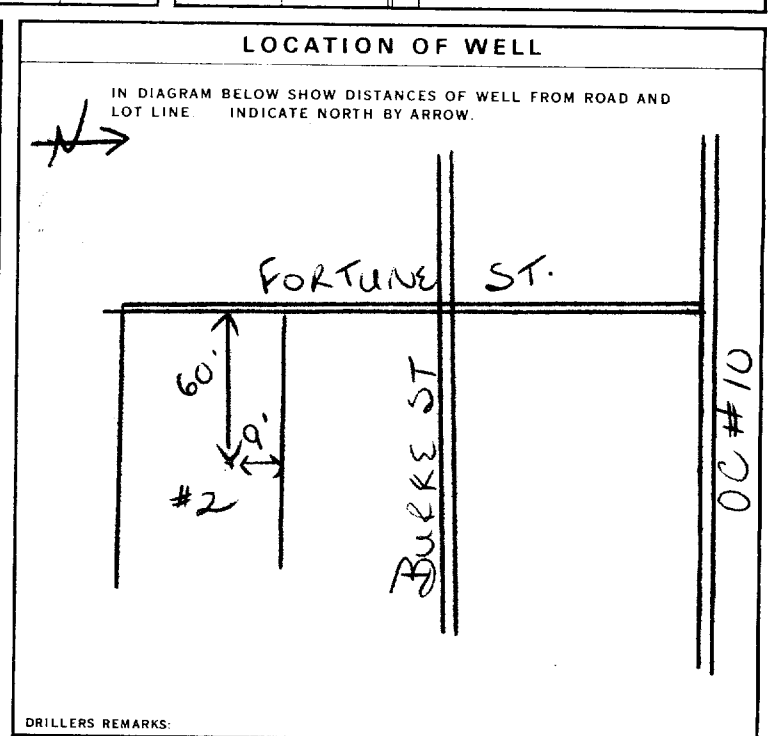 LOCATION OF WELL
IN DIAGRAM BELOW SHOW DISTANCES OF WELL FROM ROAD AND
LOT LINE. INDICATE NORTH BY ARROW.
N
FORTUNE ST.
60'
9'
#2
BURKE ST
OC #10
DRILLERS REMARKS: